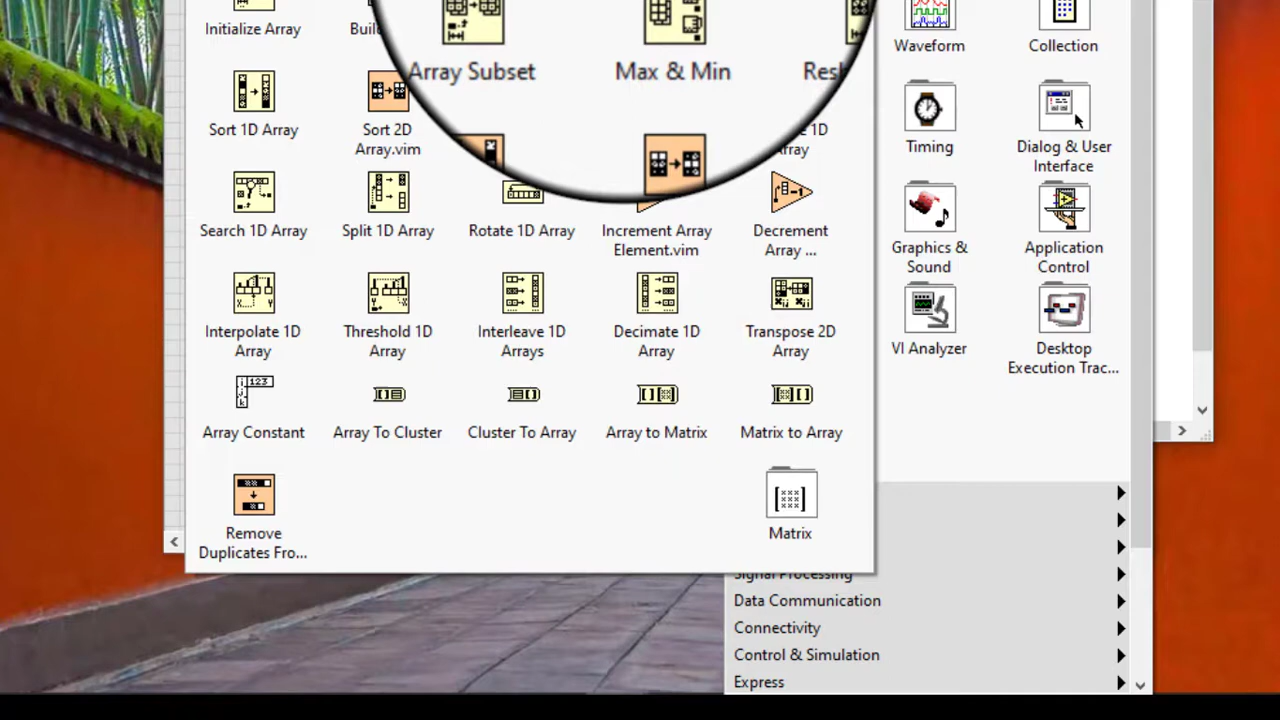 Initialize Array
Array Subset
Max & Min
Waveform
Collection
Sort 1D Array
Sort 2D
Array.vim
Array
Timing
Dialog & User
Interface
Search 1D Array
Split 1D Array
Rotate 1D Array
Increment Array
Element.vim
Decrement
Array ...
Graphics &
Sound
Application
Control
Interpolate 1D
Array
Threshold 1D
Array
Interleave 1D
Arrays
Decimate 1D
Array
Transpose 2D
Array
VI Analyzer
Desktop
Execution Trac...
123
Array Constant
Array To Cluster
Cluster To Array
Array to Matrix
Matrix to Array
Remove
Duplicates Fro...
Matrix
Signal Processing
Data Communication
Connectivity
Control & Simulation
Express